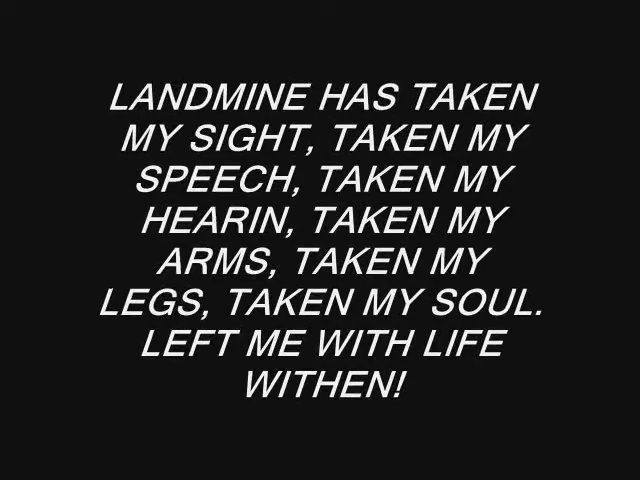 LANDMINE HAS TAKEN
MY SIGHT, TAKEN MY
SPEECH, TAKEN MY
HEARIN, TAKEN MY
ARMS, TAKEN MY
LEGS, TAKEN MY SOUL.
LEFT ME WITH LIFE
WITHEN!